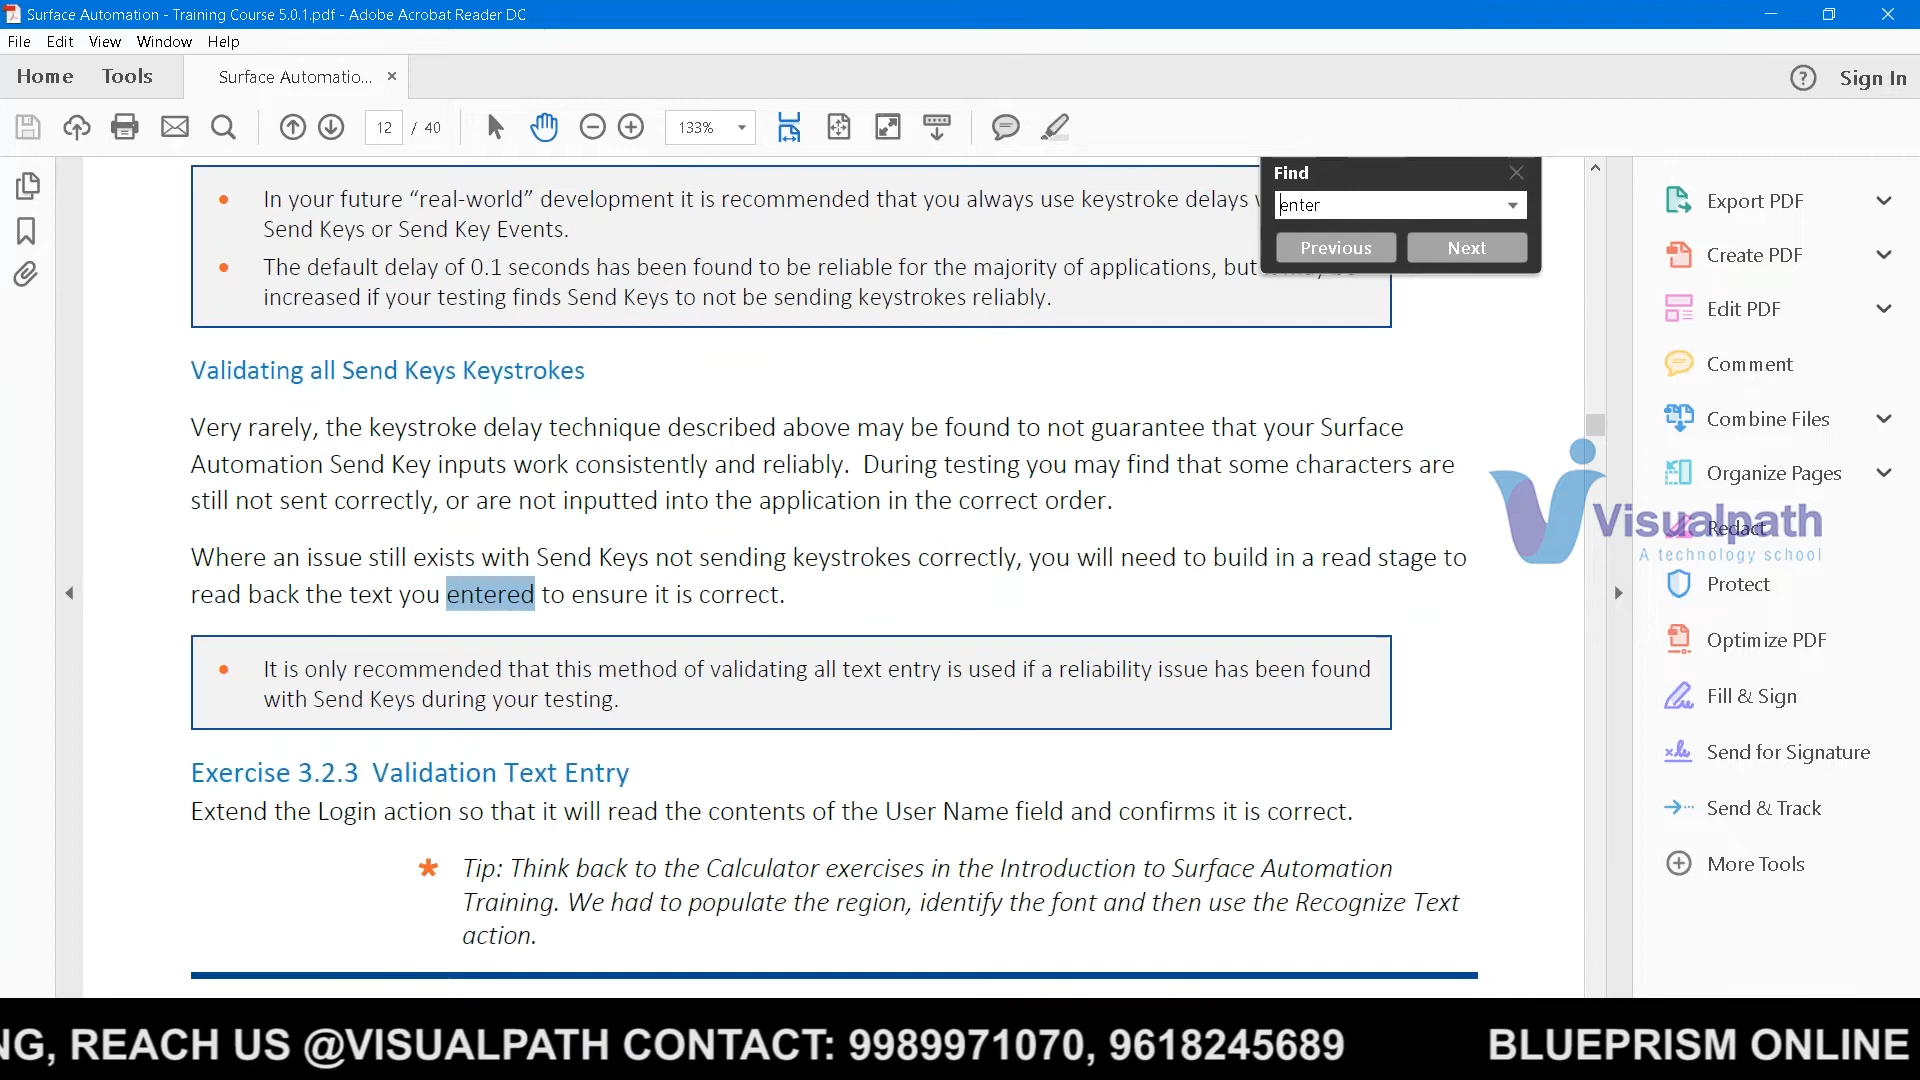 Surface Automation - Training Course 5.0.1.pdf - Adobe Acrobat Reader DC
File Edit View Window Help
Home Tools Surface Automatio... × Sign In
12 / 40 133%
In your future “real-world” development it is recommended that you always use keystroke delays
Send Keys or Send Key Events.
The default delay of 0.1 seconds has been found to be reliable for the majority of applications, but
increased if your testing finds Send Keys to not be sending keystrokes reliably.
Find
enter
Previous Next
Validating all Send Keys Keystrokes
Very rarely, the keystroke delay technique described above may be found to not guarantee that your Surface
Automation Send Key inputs work consistently and reliably. During testing you may find that some characters are
still not sent correctly, or are not inputted into the application in the correct order.
Where an issue still exists with Send Keys not sending keystrokes correctly, you will need to build in a read stage to
read back the text you entered to ensure it is correct.
It is only recommended that this method of validating all text entry is used if a reliability issue has been found
with Send Keys during your testing.
Exercise 3.2.3 Validation Text Entry
Extend the Login action so that it will read the contents of the User Name field and confirms it is correct.
* Tip: Think back to the Calculator exercises in the Introduction to Surface Automation
Training. We had to populate the region, identify the font and then use the Recognize Text
action.
Export PDF
Create PDF
Edit PDF
Comment
Combine Files
Organize Pages
Redact
Protect
Optimize PDF
Fill & Sign
Send for Signature
Send & Track
More Tools
Visualpath
A technology school
NG, REACH US @VISUALPATH CONTACT: 9989971070, 9618245689 BLUEPRISM ONLINE